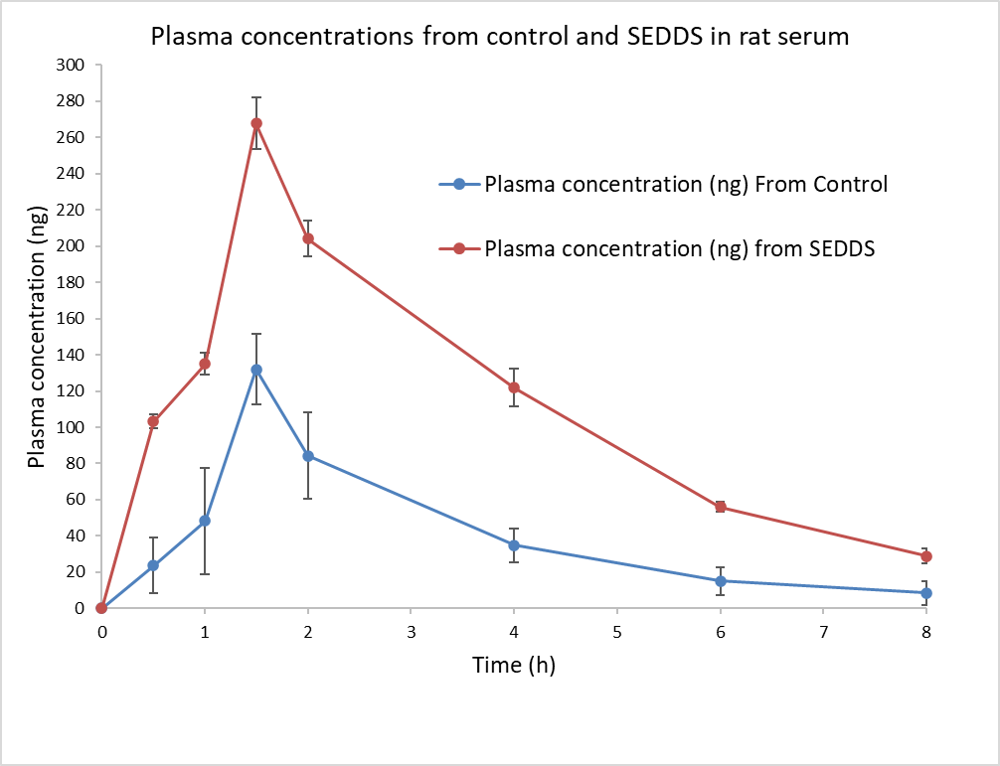 Plasma concentrations from control and SEDDS in rat serum
300
280
260
240
220
200
180
160
140
120
100
80
60
40
20
0
Plasma concentration (ng)
Plasma concentration (ng) From Control
Plasma concentration (ng) from SEDDS
0 1 2 3 4 5 6 7 8
Time (h)